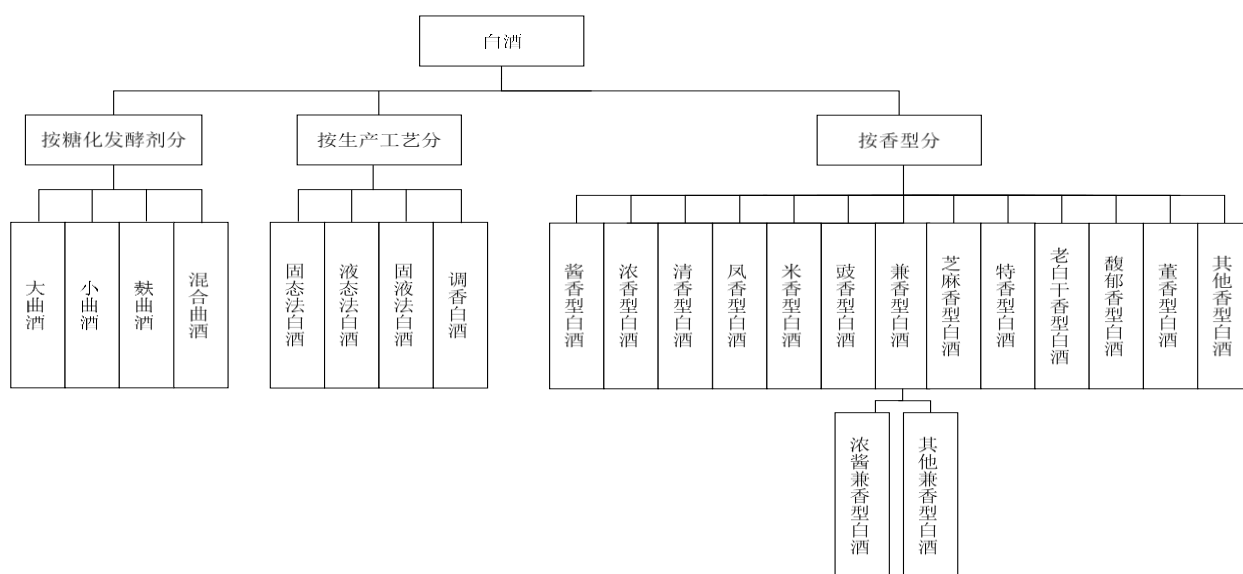 白酒
按糖化发酵剂分
按生产工艺分
按香型分
大曲酒
小曲酒
麸曲酒
混合曲酒
固态法白酒
液态法白酒
固液法白酒
调香白酒
酱香型白酒
浓香型白酒
清香型白酒
凤香型白酒
米香型白酒
豉香型白酒
兼香型白酒
芝麻香型白酒
特香型白酒
老白干香型白酒
馥郁香型白酒
董香型白酒
其他香型白酒
浓酱兼香型白酒
其他兼香型白酒